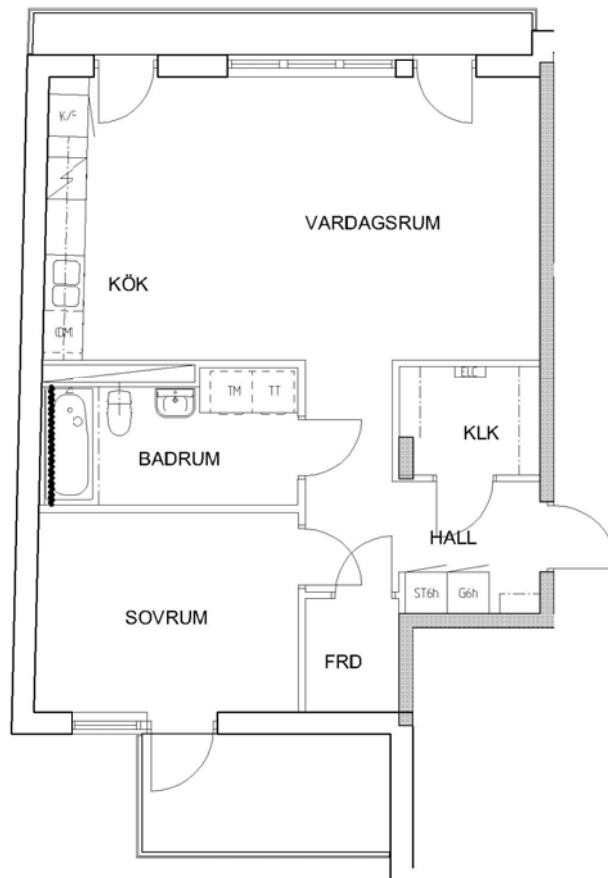 K/F
VARDAGSRUM
KÖK
DM
ELC
TM
TT
KLK
BADRUM
HALL
ST6h
G6h
SOVRUM
FRD